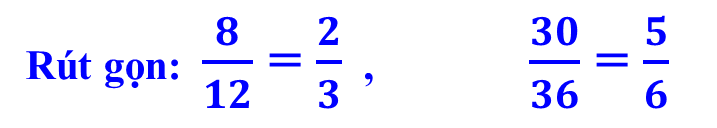 Rút gọn: 8/12 = 2/3 , 30/36 = 5/6